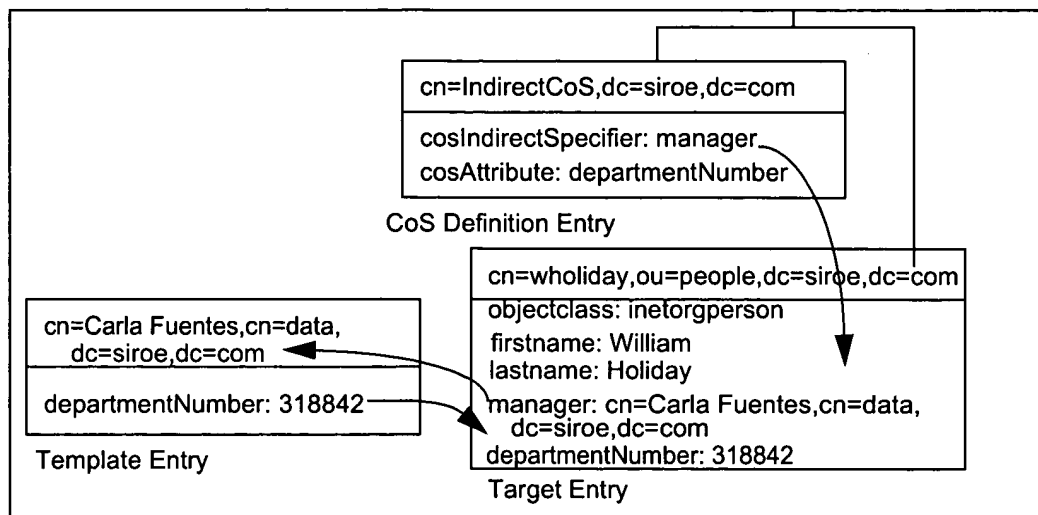 cn=IndirectCoS,dc=siroe,dc=com
cosIndirectSpecifier: manager
cosAttribute: departmentNumber
CoS Definition Entry
cn=wholiday,ou=people,dc=siroe,dc=com
objectclass: inetorgperson
firstname: William
lastname: Holiday
manager: cn=Carla Fuentes,cn=data,
dc=siroe,dc=com
departmentNumber: 318842
Target Entry
cn=Carla Fuentes,cn=data,
dc=siroe,dc=com
departmentNumber: 318842
Template Entry